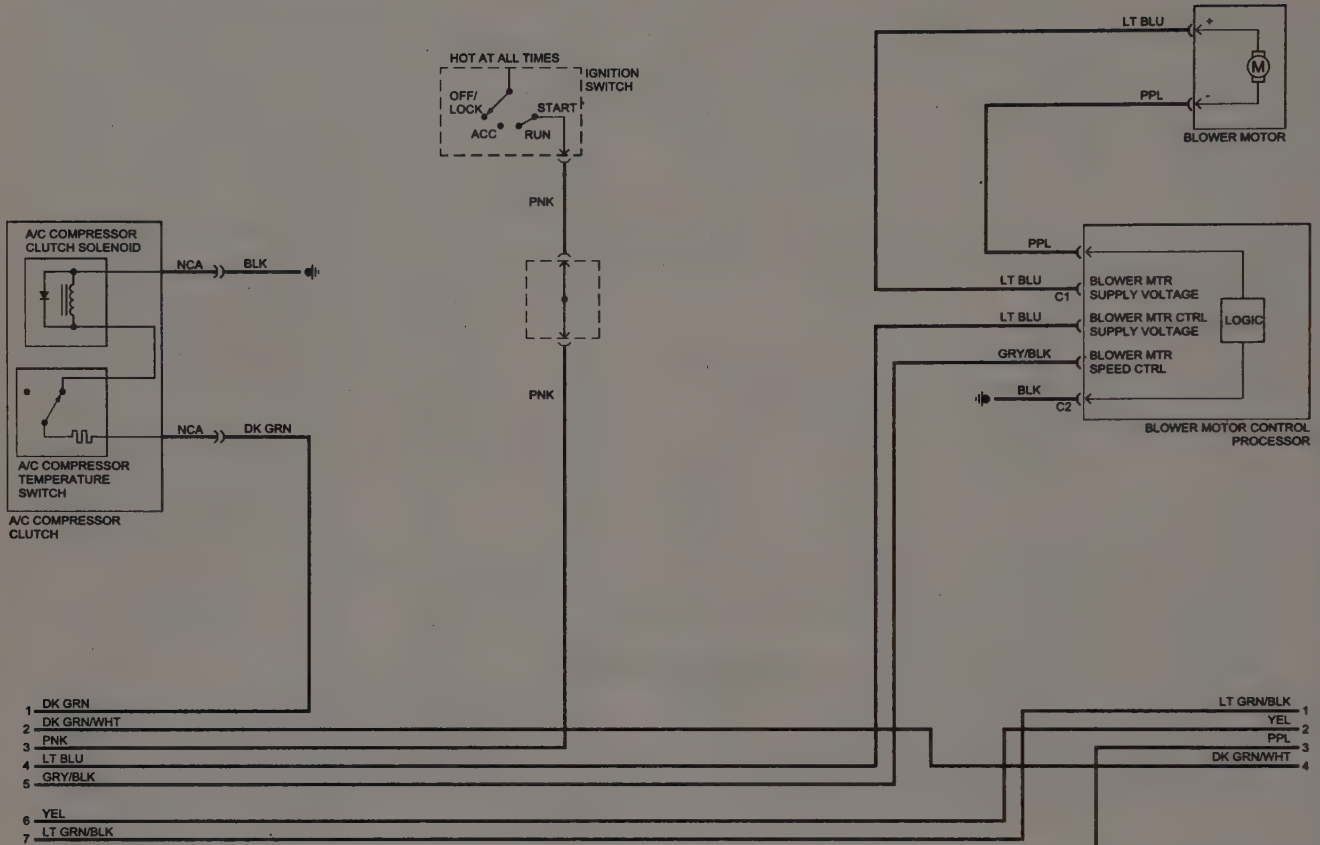 LT BLU
+
M
PPL
-
BLOWER MOTOR
HOT AT ALL TIMES
IGNITION
SWITCH
OFF/
LOCK
START
ACC
RUN
PNK
PNK
A/C COMPRESSOR
CLUTCH SOLENOID
NCA
BLK
NCA
DK GRN
A/C COMPRESSOR
TEMPERATURE
SWITCH
A/C COMPRESSOR
CLUTCH
PPL
LT BLU
C1
BLOWER MTR
SUPPLY VOLTAGE
LT BLU
BLOWER MTR CTRL
SUPPLY VOLTAGE
LOGIC
GRY/BLK
BLOWER MTR
SPEED CTRL
BLK
C2
BLOWER MOTOR CONTROL
PROCESSOR
1 DK GRN
2 DK GRN/WHT
3 PNK
4 LT BLU
5 GRY/BLK
6 YEL
7 LT GRN/BLK
LT GRN/BLK 1
YEL 2
PPL 3
DK GRN/WHT 4